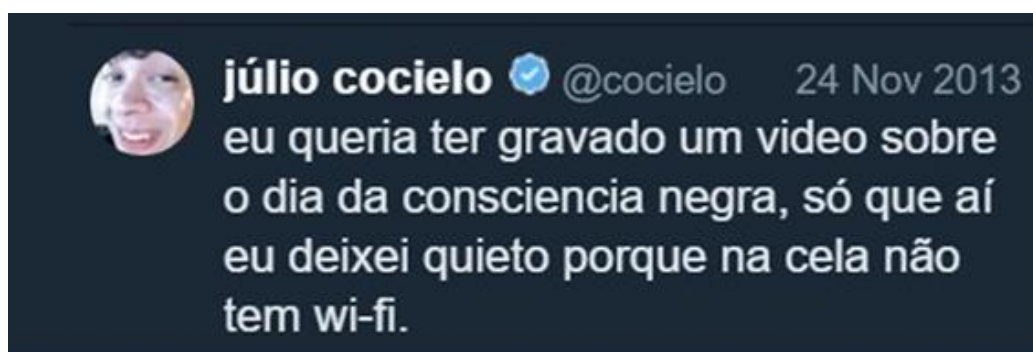 júlio cocielo @cocielo 24 Nov 2013
eu queria ter gravado um video sobre
o dia da consciencia negra, só que aí
eu deixei quieto porque na cela não
tem wi-fi.